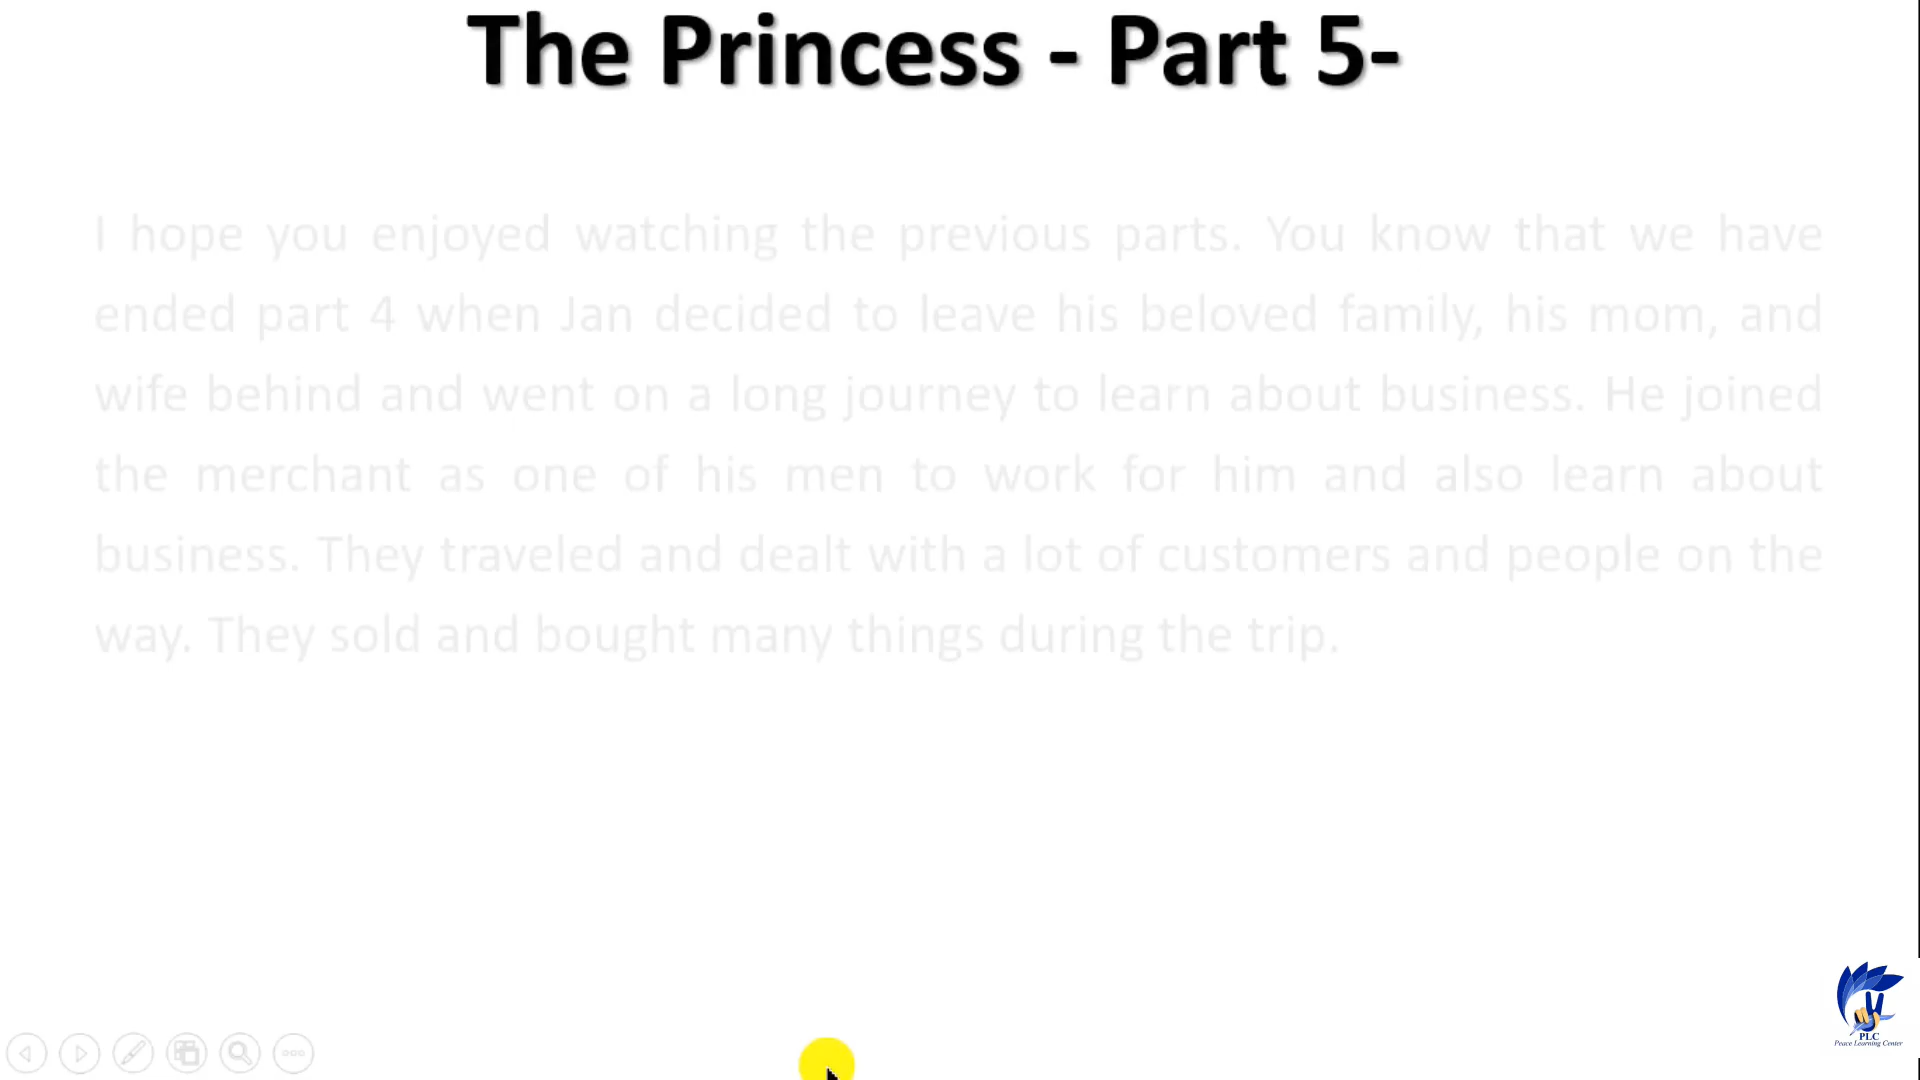 The Princess - Part 5-
I hope you enjoyed watching the previous parts. You know that we have
ended part 4 when Jan decided to leave his beloved family, his mom, and
wife behind and went on a long journey to learn about business. He joined
the merchant as one of his men to work for him and also learn about
business. They traveled and dealt with a lot of customers and people on the
way. They sold and bought many things during the trip.
PLC
Peace Learning Center